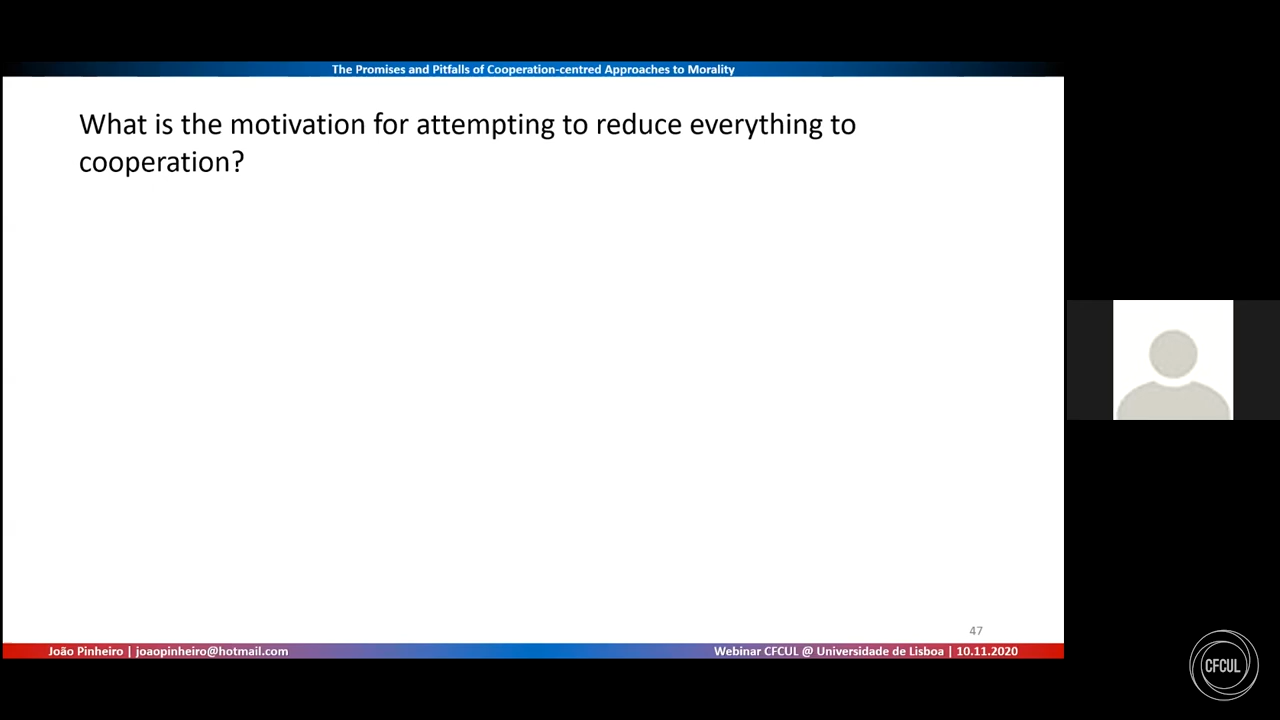 The Promises and Pitfalls of Cooperation-centred Approaches to Morality
What is the motivation for attempting to reduce everything to
cooperation?
47
João Pinheiro | joaopinheiro@hotmail.com
Webinar CFCUL @ Universidade de Lisboa | 10.11.2020
CFCUL